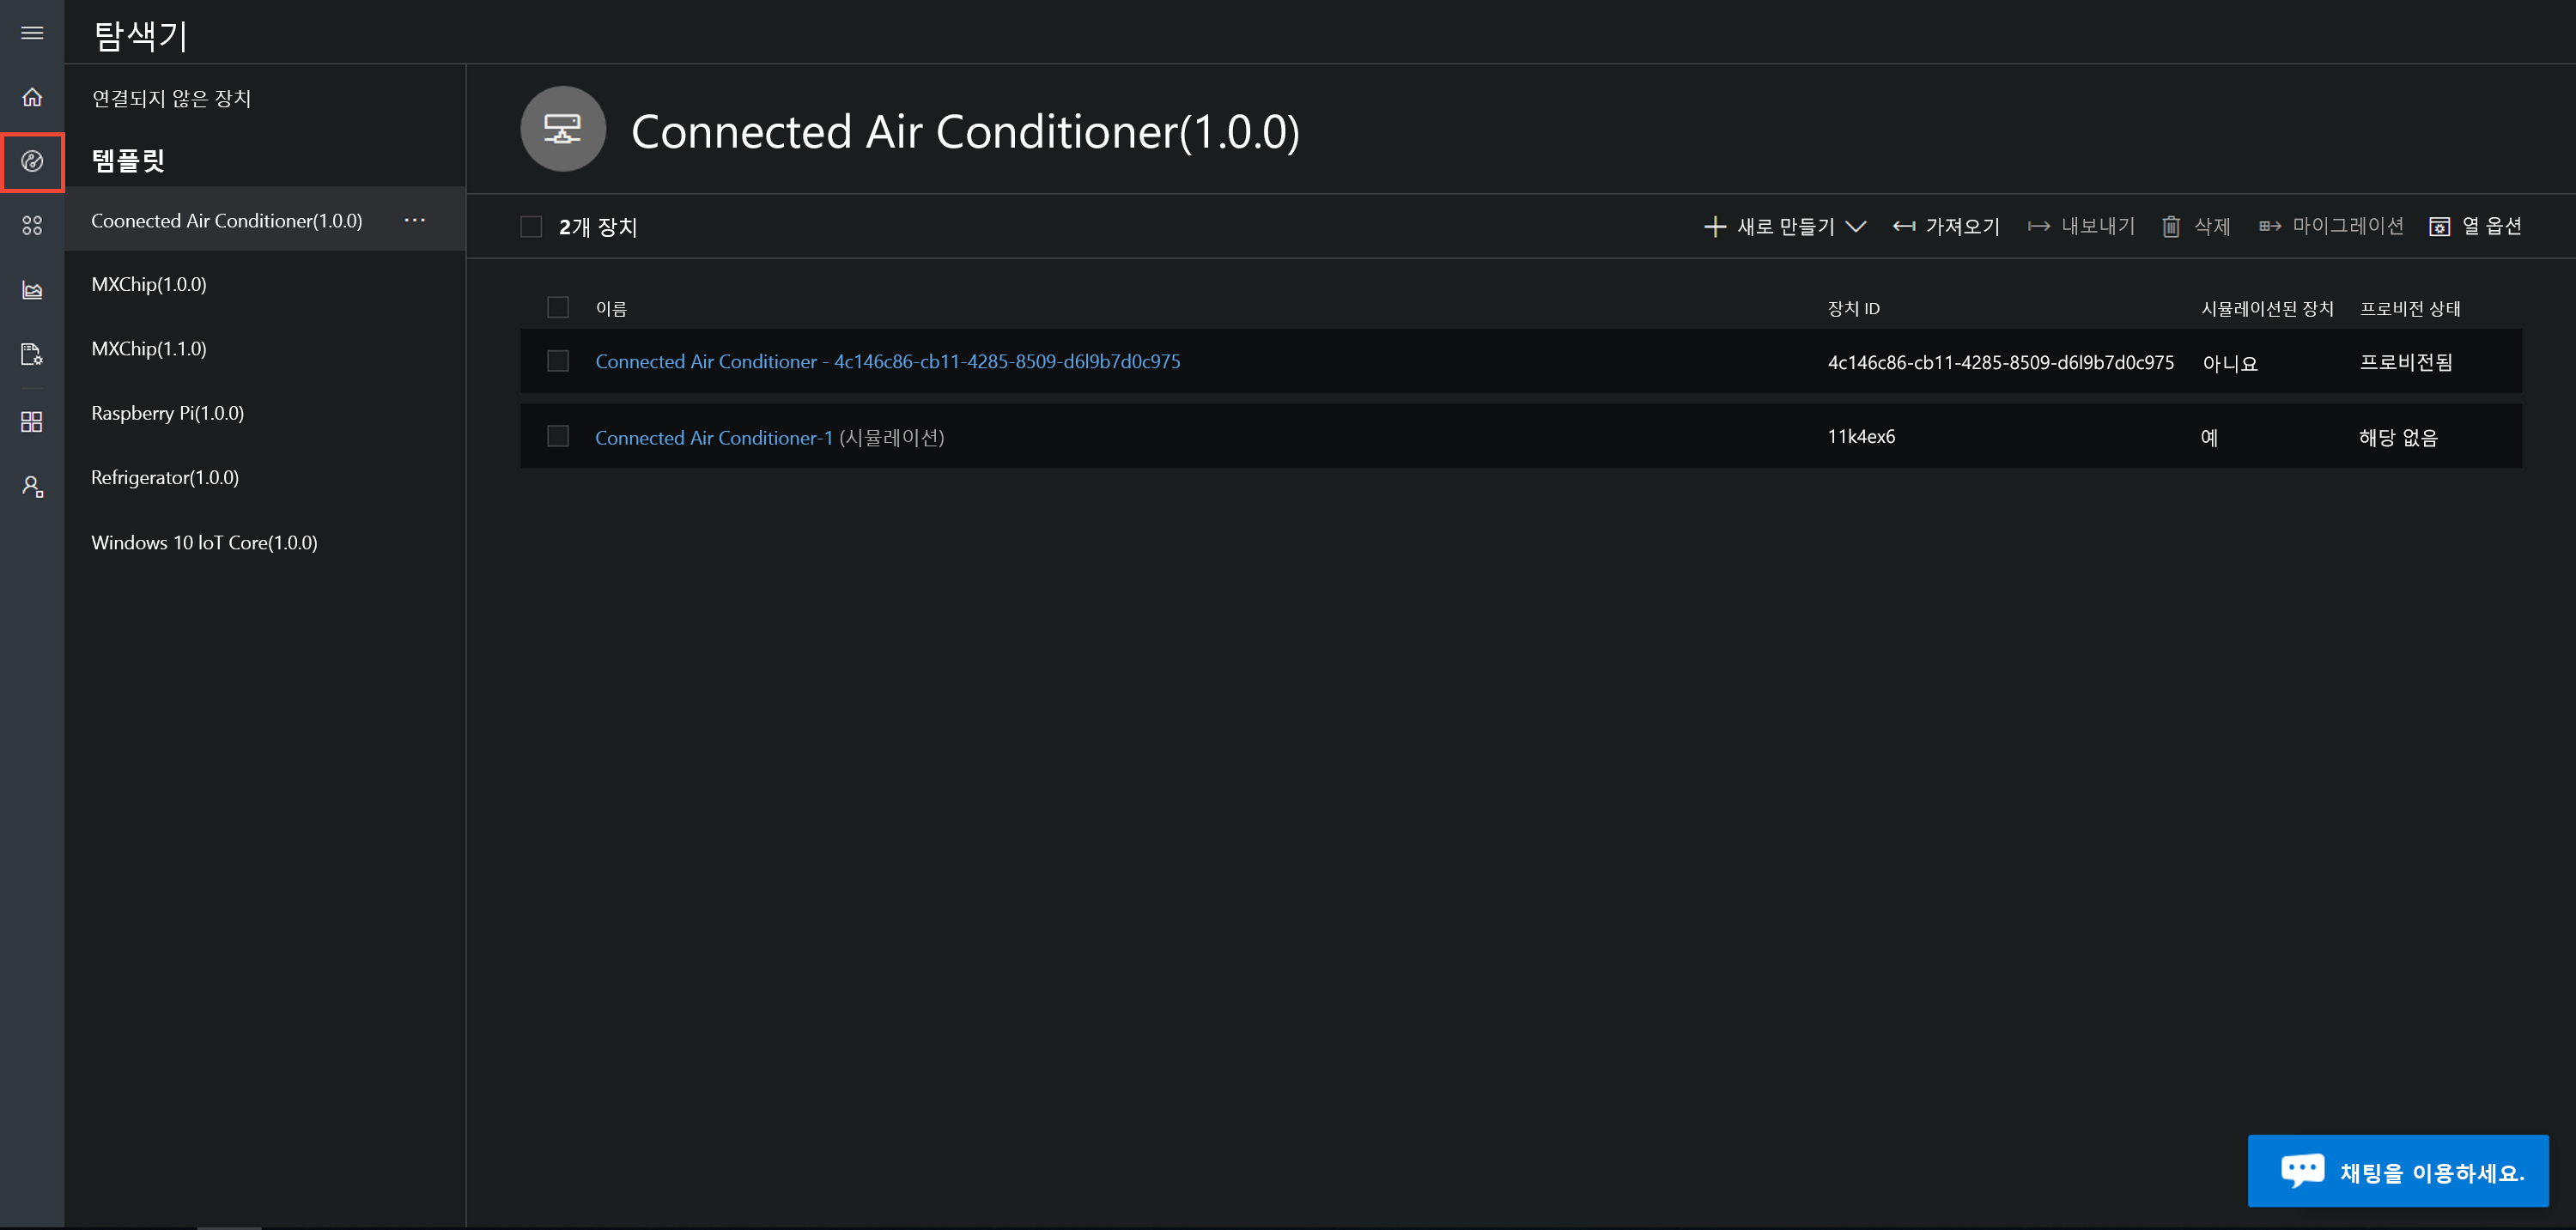 탐색기
연결되지 않은 장치
템플릿
Coonected Air Conditioner(1.0.0) ...
MXChip(1.0.0)
MXChip(1.1.0)
Raspberry Pi(1.0.0)
Refrigerator(1.0.0)
Windows 10 loT Core(1.0.0)
Connected Air Conditioner(1.0.0)
2개 장치 새로 만들기 가져오기 내보내기 삭제 마이그레이션 열 옵션
이름 장치 ID 시뮬레이션된 장치 프로비전 상태
Connected Air Conditioner - 4c146c86-cb11-4285-8509-d6l9b7d0c975 4c146c86-cb11-4285-8509-d6l9b7d0c975 아니요 프로비전됨
Connected Air Conditioner-1 (시뮬레이션) 11k4ex6 예 해당 없음
채팅을 이용하세요.